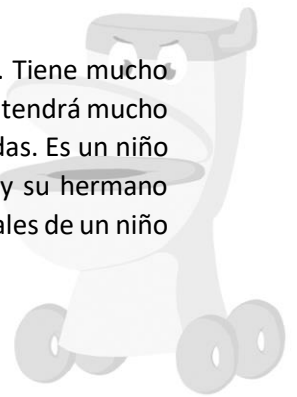 . Tiene mucho
tendrá mucho
das. Es un niño
y su hermano
ales de un niño